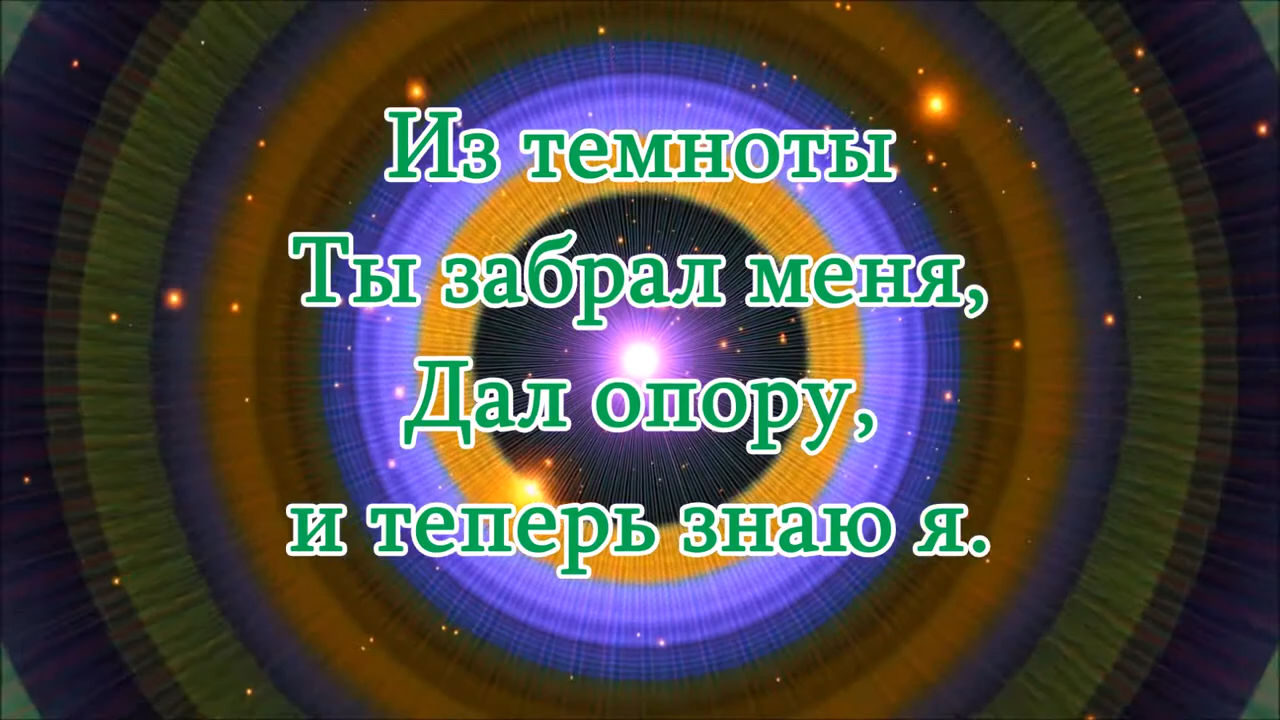 Из темноты
Ты забрал меня,
Дал опору,
и теперь знаю я.